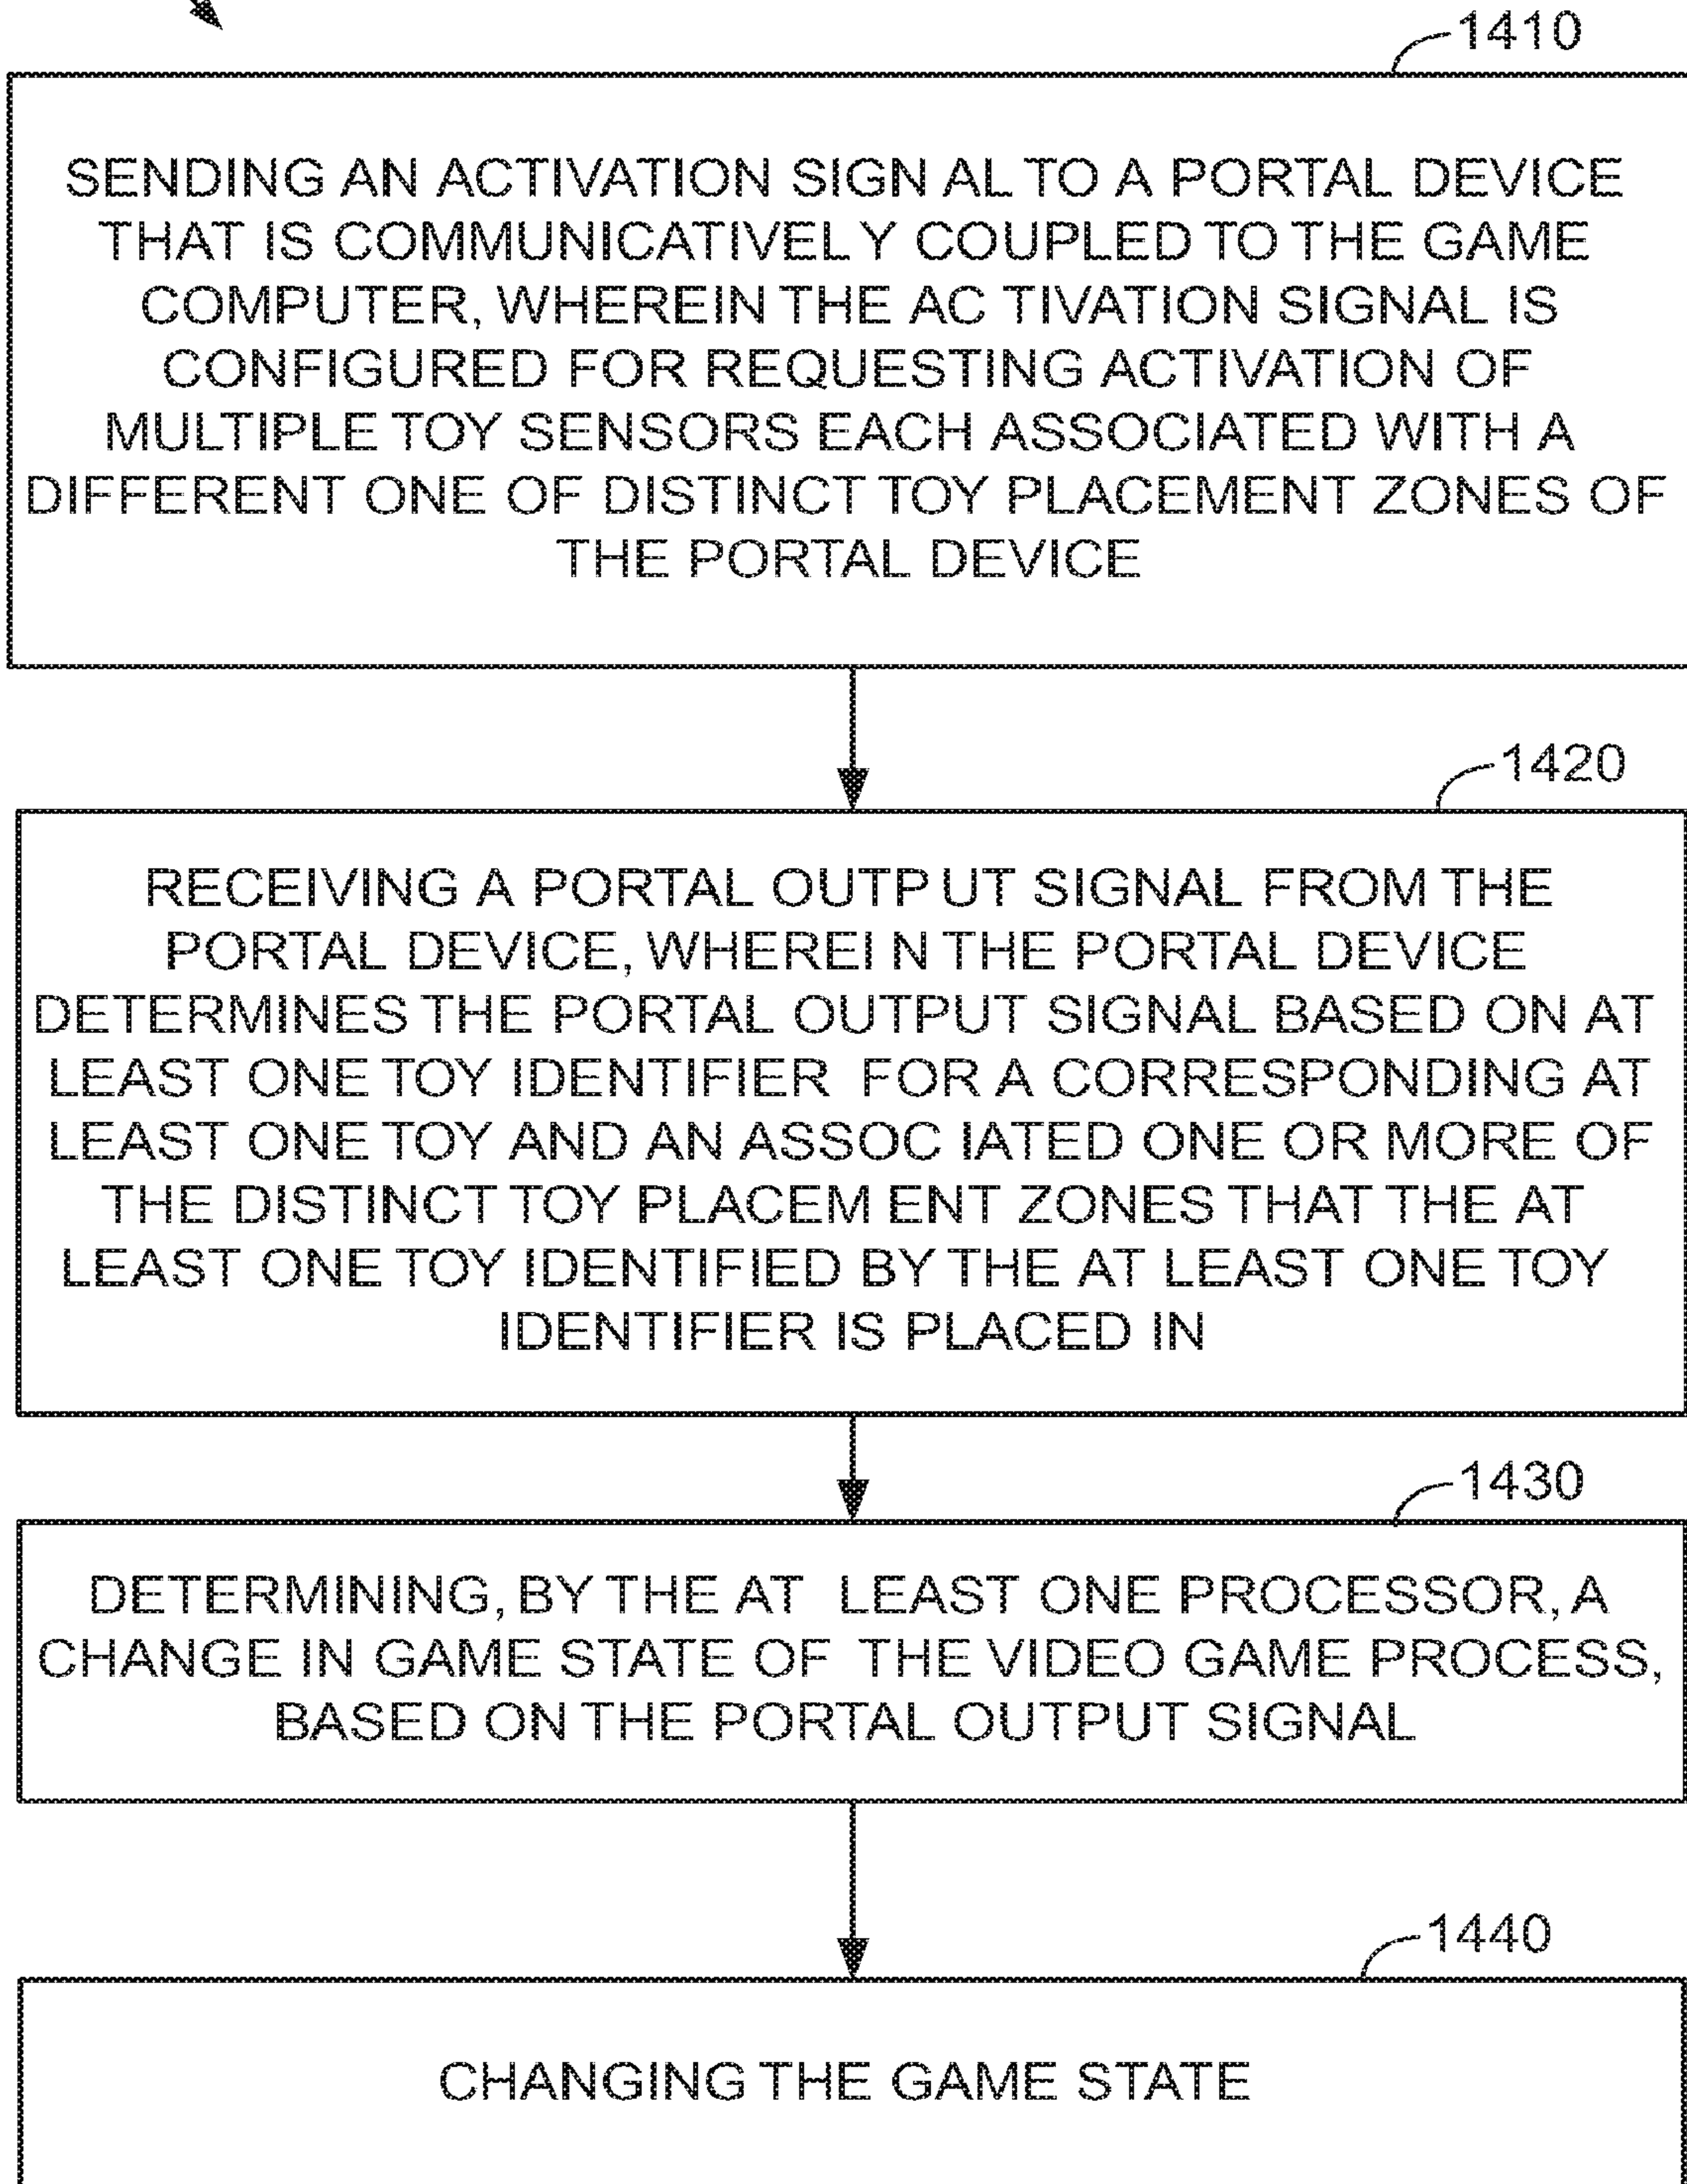 1410
SENDING AN ACTIVATION SIGN AL TO A PORTAL DEVICE
THAT IS COMMUNICATIVEL Y COUPLED TO THE GAME
COMPUTER, WHEREIN THE AC TIVATION SIGNAL IS
CONFIGURED FOR REQUESTING ACTIVATION OF
MULTIPLE TOY SENSORS EACH ASSOCIATED WITH A
DIFFERENT ONE OF DISTINCT TOY PLACEMENT ZONES OF
THE PORTAL DEVICE
1420
RECEIVING A PORTAL OUTP UT SIGNAL FROM THE
PORTAL DEVICE, WHEREI N THE PORTAL DEVICE
DETERMINES THE PORTAL OUTPUT SIGNAL BASED ON AT
LEAST ONE TOY IDENTIFIER FOR A CORRESPONDING AT
LEAST ONE TOY AND AN ASSOC IATED ONE OR MORE OF
THE DISTINCT TOY PLACEM ENT ZONES THAT THE AT
LEAST ONE TOY IDENTIFIED BY THE AT LEAST ONE TOY
IDENTIFIER IS PLACED IN
1430
DETERMINING, BY THE AT LEAST ONE PROCESSOR, A
CHANGE IN GAME STATE OF THE VIDEO GAME PROCESS,
BASED ON THE PORTAL OUTPUT SIGNAL
1440
CHANGING THE GAME STATE